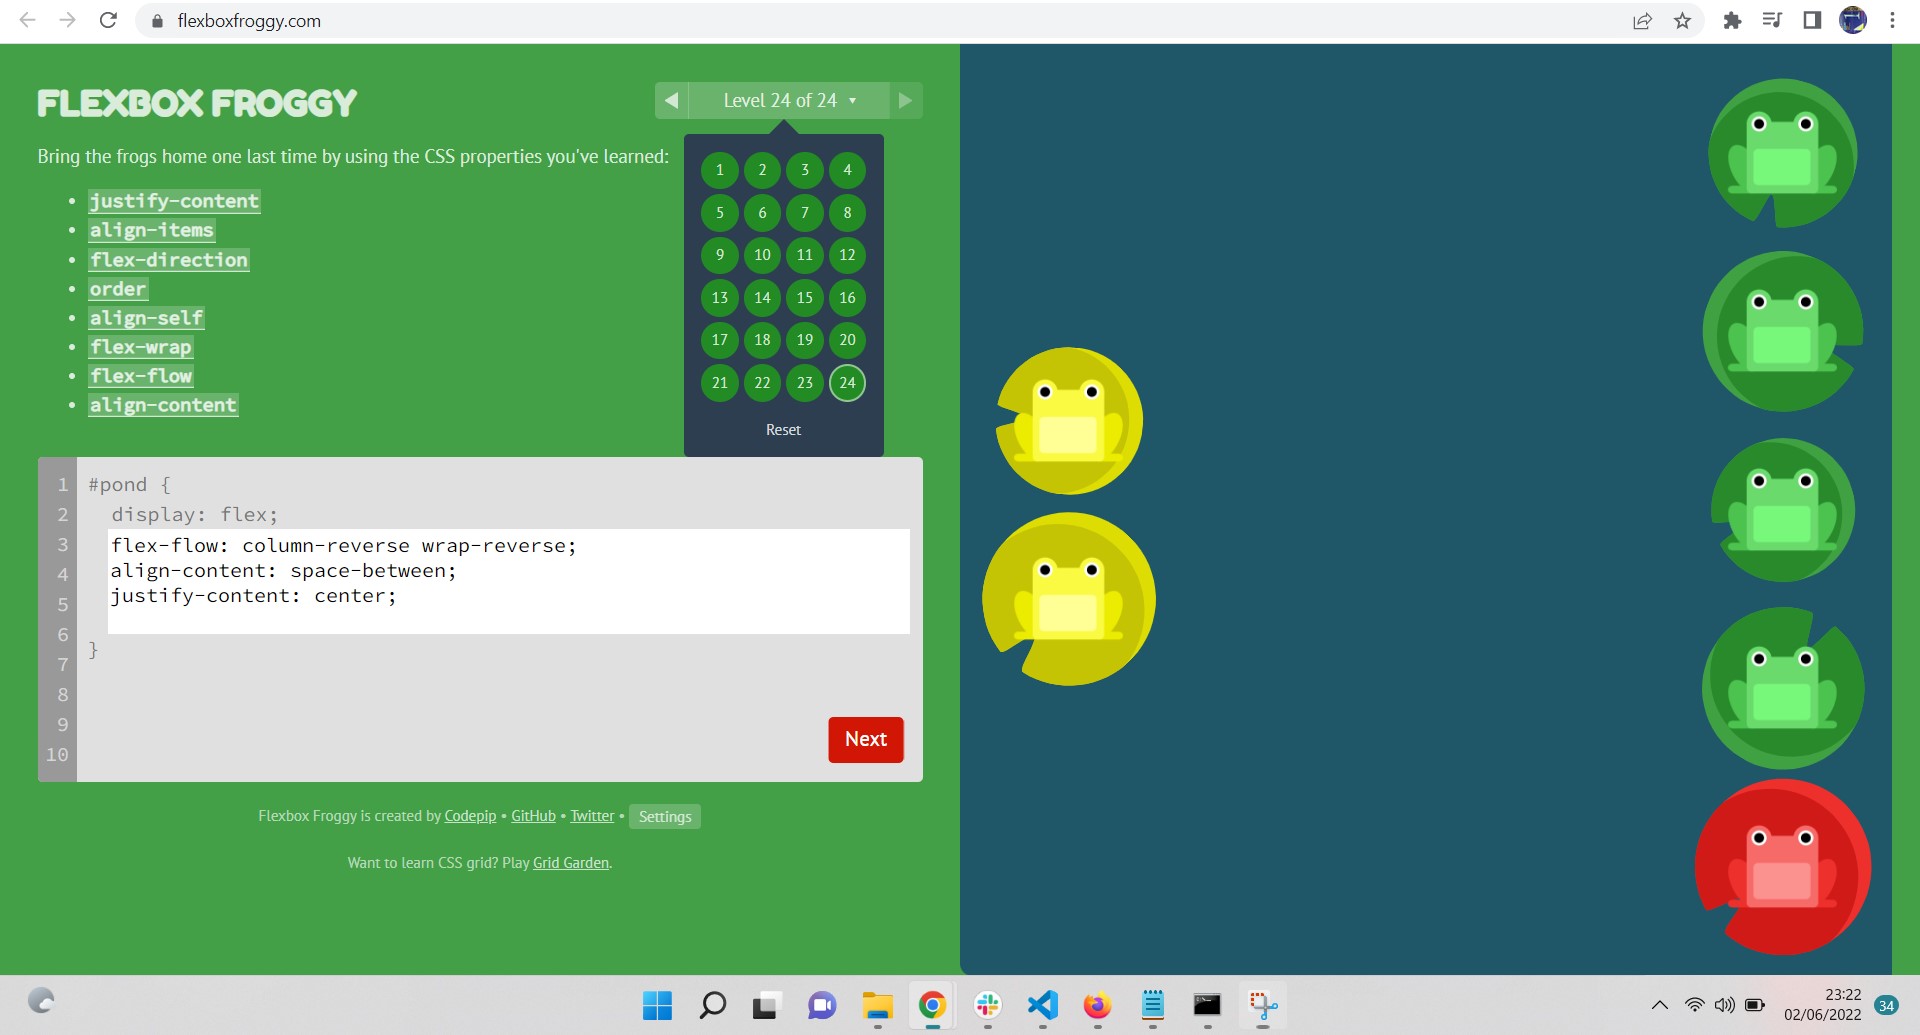 flexboxfroggy.com
FLEXBOX FROGGY
Level 24 of 24
Bring the frogs home one last time by using the CSS properties you've learned:
justify-content
align-items
flex-direction
order
align-self
flex-wrap
flex-flow
align-content
1 2 3 4
5 6 7 8
9 10 11 12
13 14 15 16
17 18 19 20
21 22 23 24
Reset
1 #pond {
2 display: flex;
3 flex-flow: column-reverse wrap-reverse;
4 align-content: space-between;
5 justify-content: center;
6 }
7
8
9
10
Next
Flexbox Froggy is created by Codepip • GitHub • Twitter • Settings
Want to learn CSS grid? Play Grid Garden.
23:22
02/06/2022
34